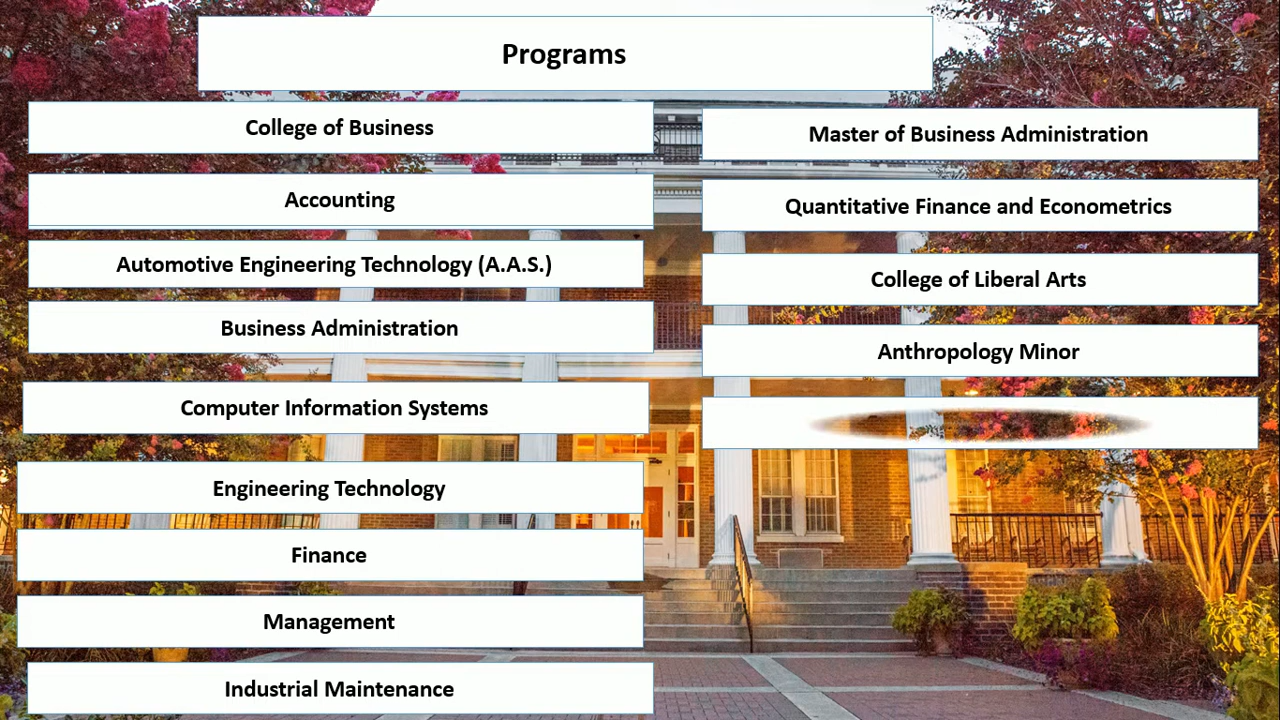 Programs
College of Business
Accounting
Automotive Engineering Technology (A.A.S.)
Business Administration
Computer Information Systems
Engineering Technology
Finance
Management
Industrial Maintenance
Master of Business Administration
Quantitative Finance and Econometrics
College of Liberal Arts
Anthropology Minor